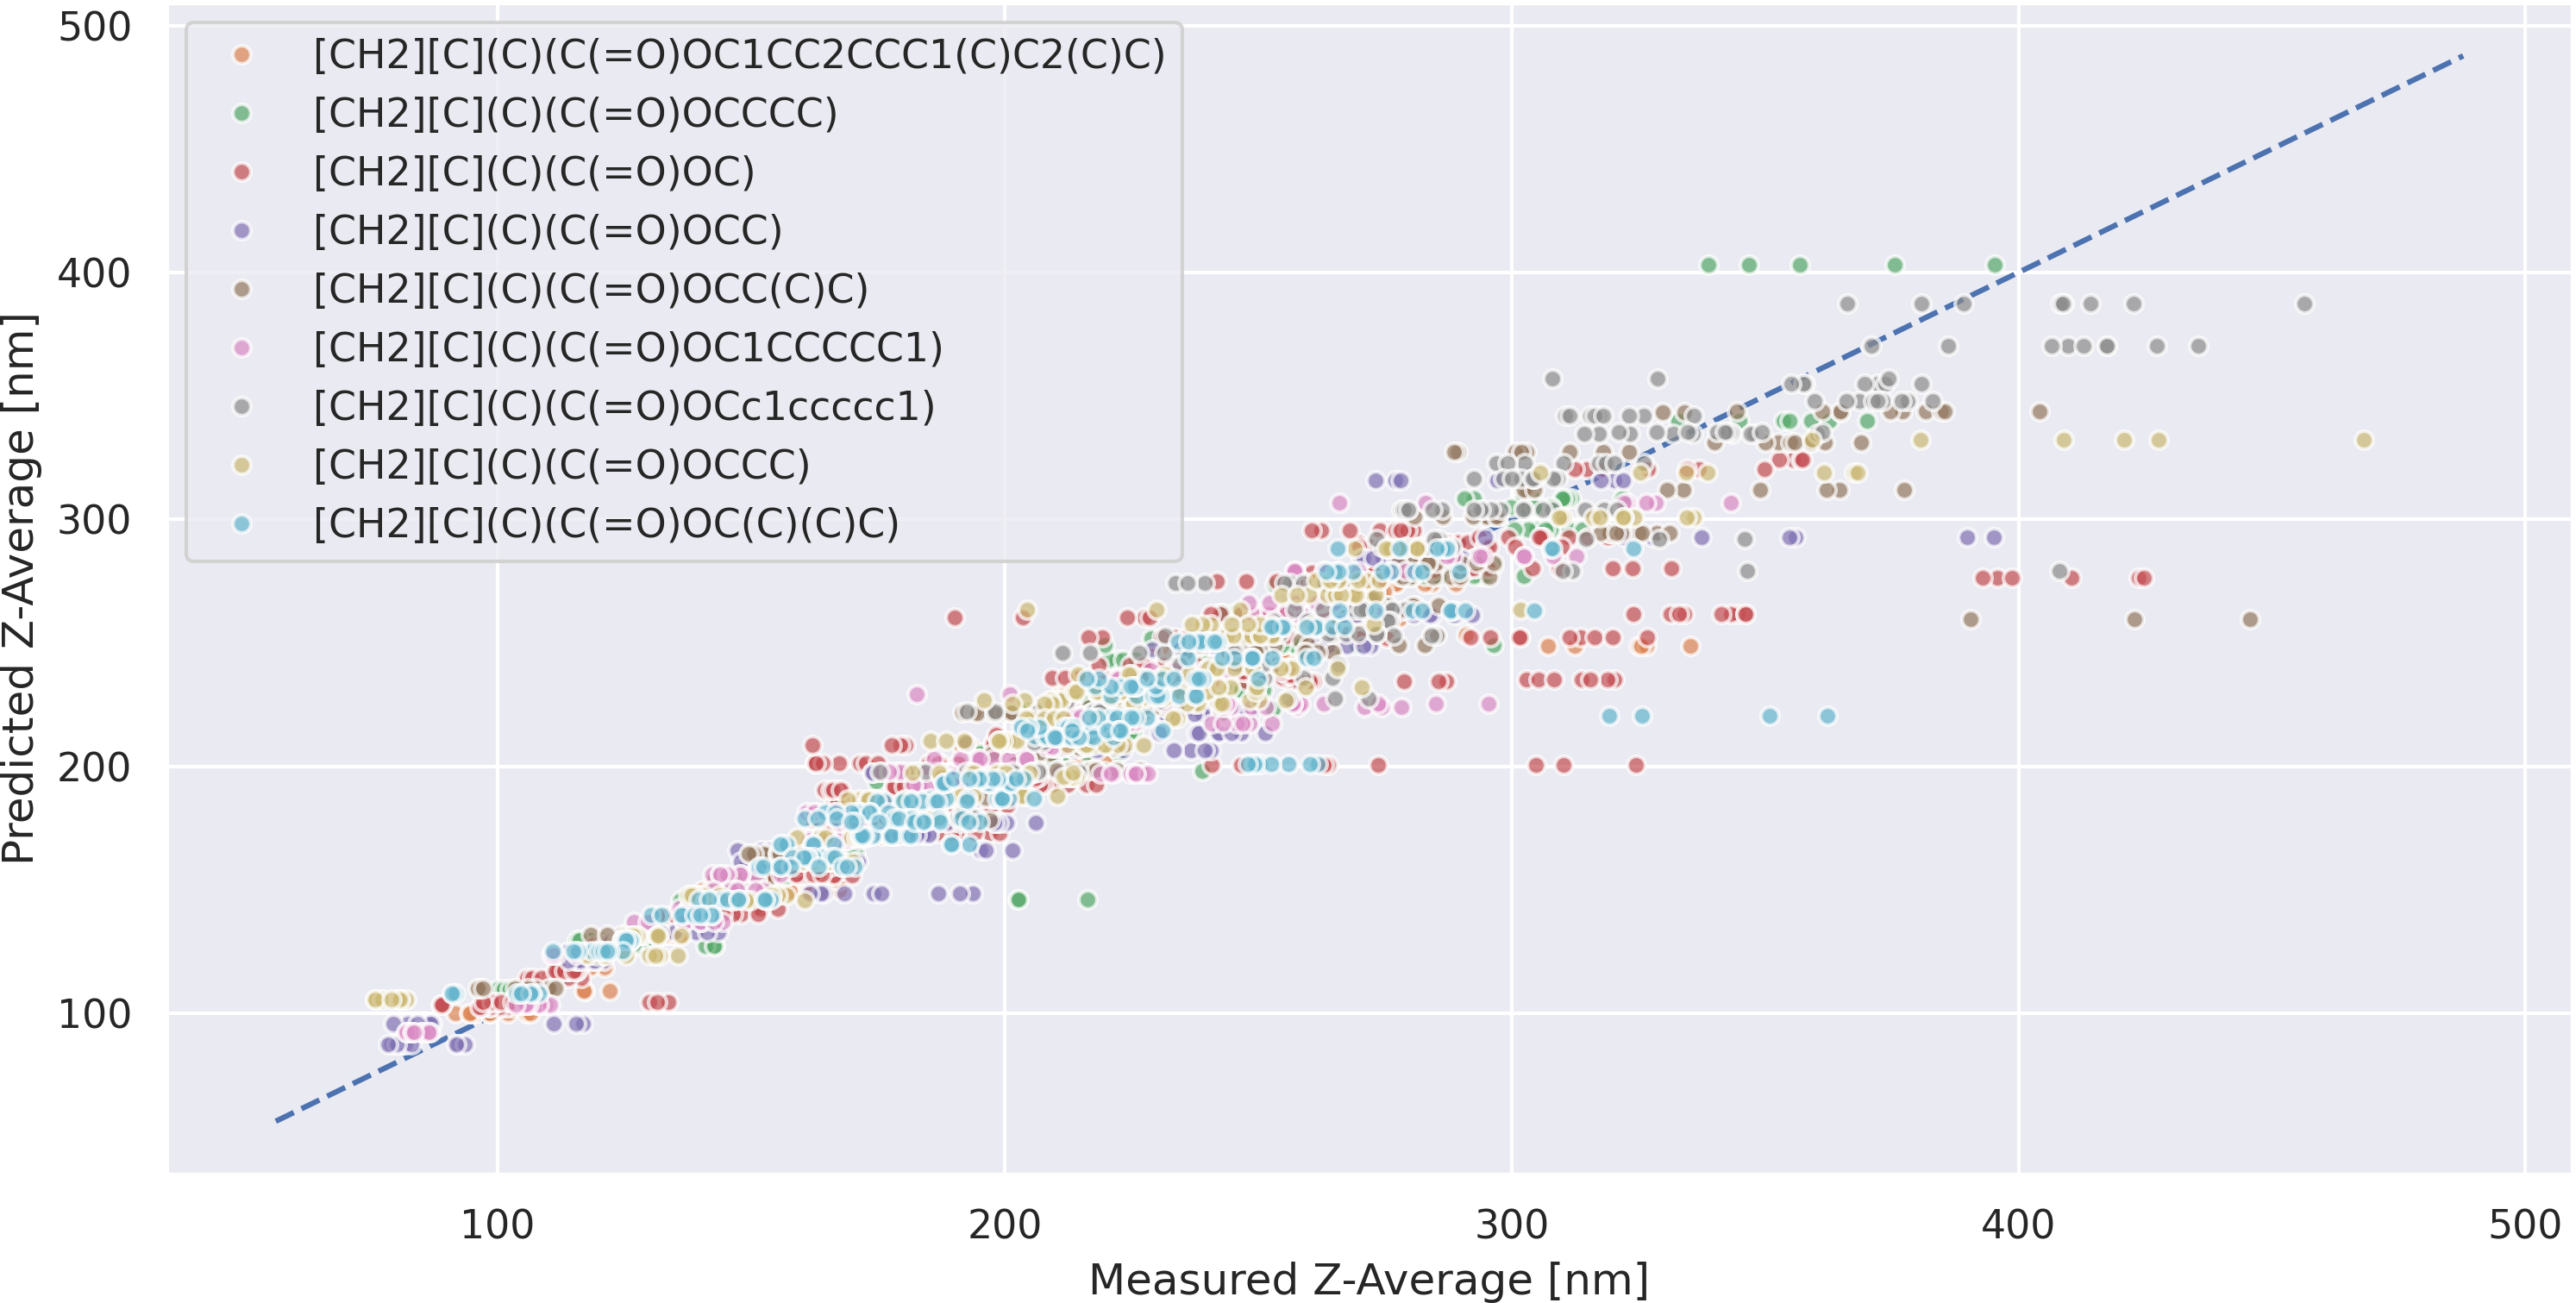 500
400
300
200
100
Predicted Z-Average [nm]
[CH2][C](C)(C(=O)OC1CC2CCC1(C)C2(C)C)
[CH2][C](C)(C(=O)OCCCC)
[CH2][C](C)(C(=O)OC)
[CH2][C](C)(C(=O)OCC)
[CH2][C](C)(C(=O)OCC(C)C)
[CH2][C](C)(C(=O)OC1CCCCC1)
[CH2][C](C)(C(=O)OCc1ccccc1)
[CH2][C](C)(C(=O)OCCC)
[CH2][C](C)(C(=O)OC(C)(C)C)
100 200 300 400 500
Measured Z-Average [nm]